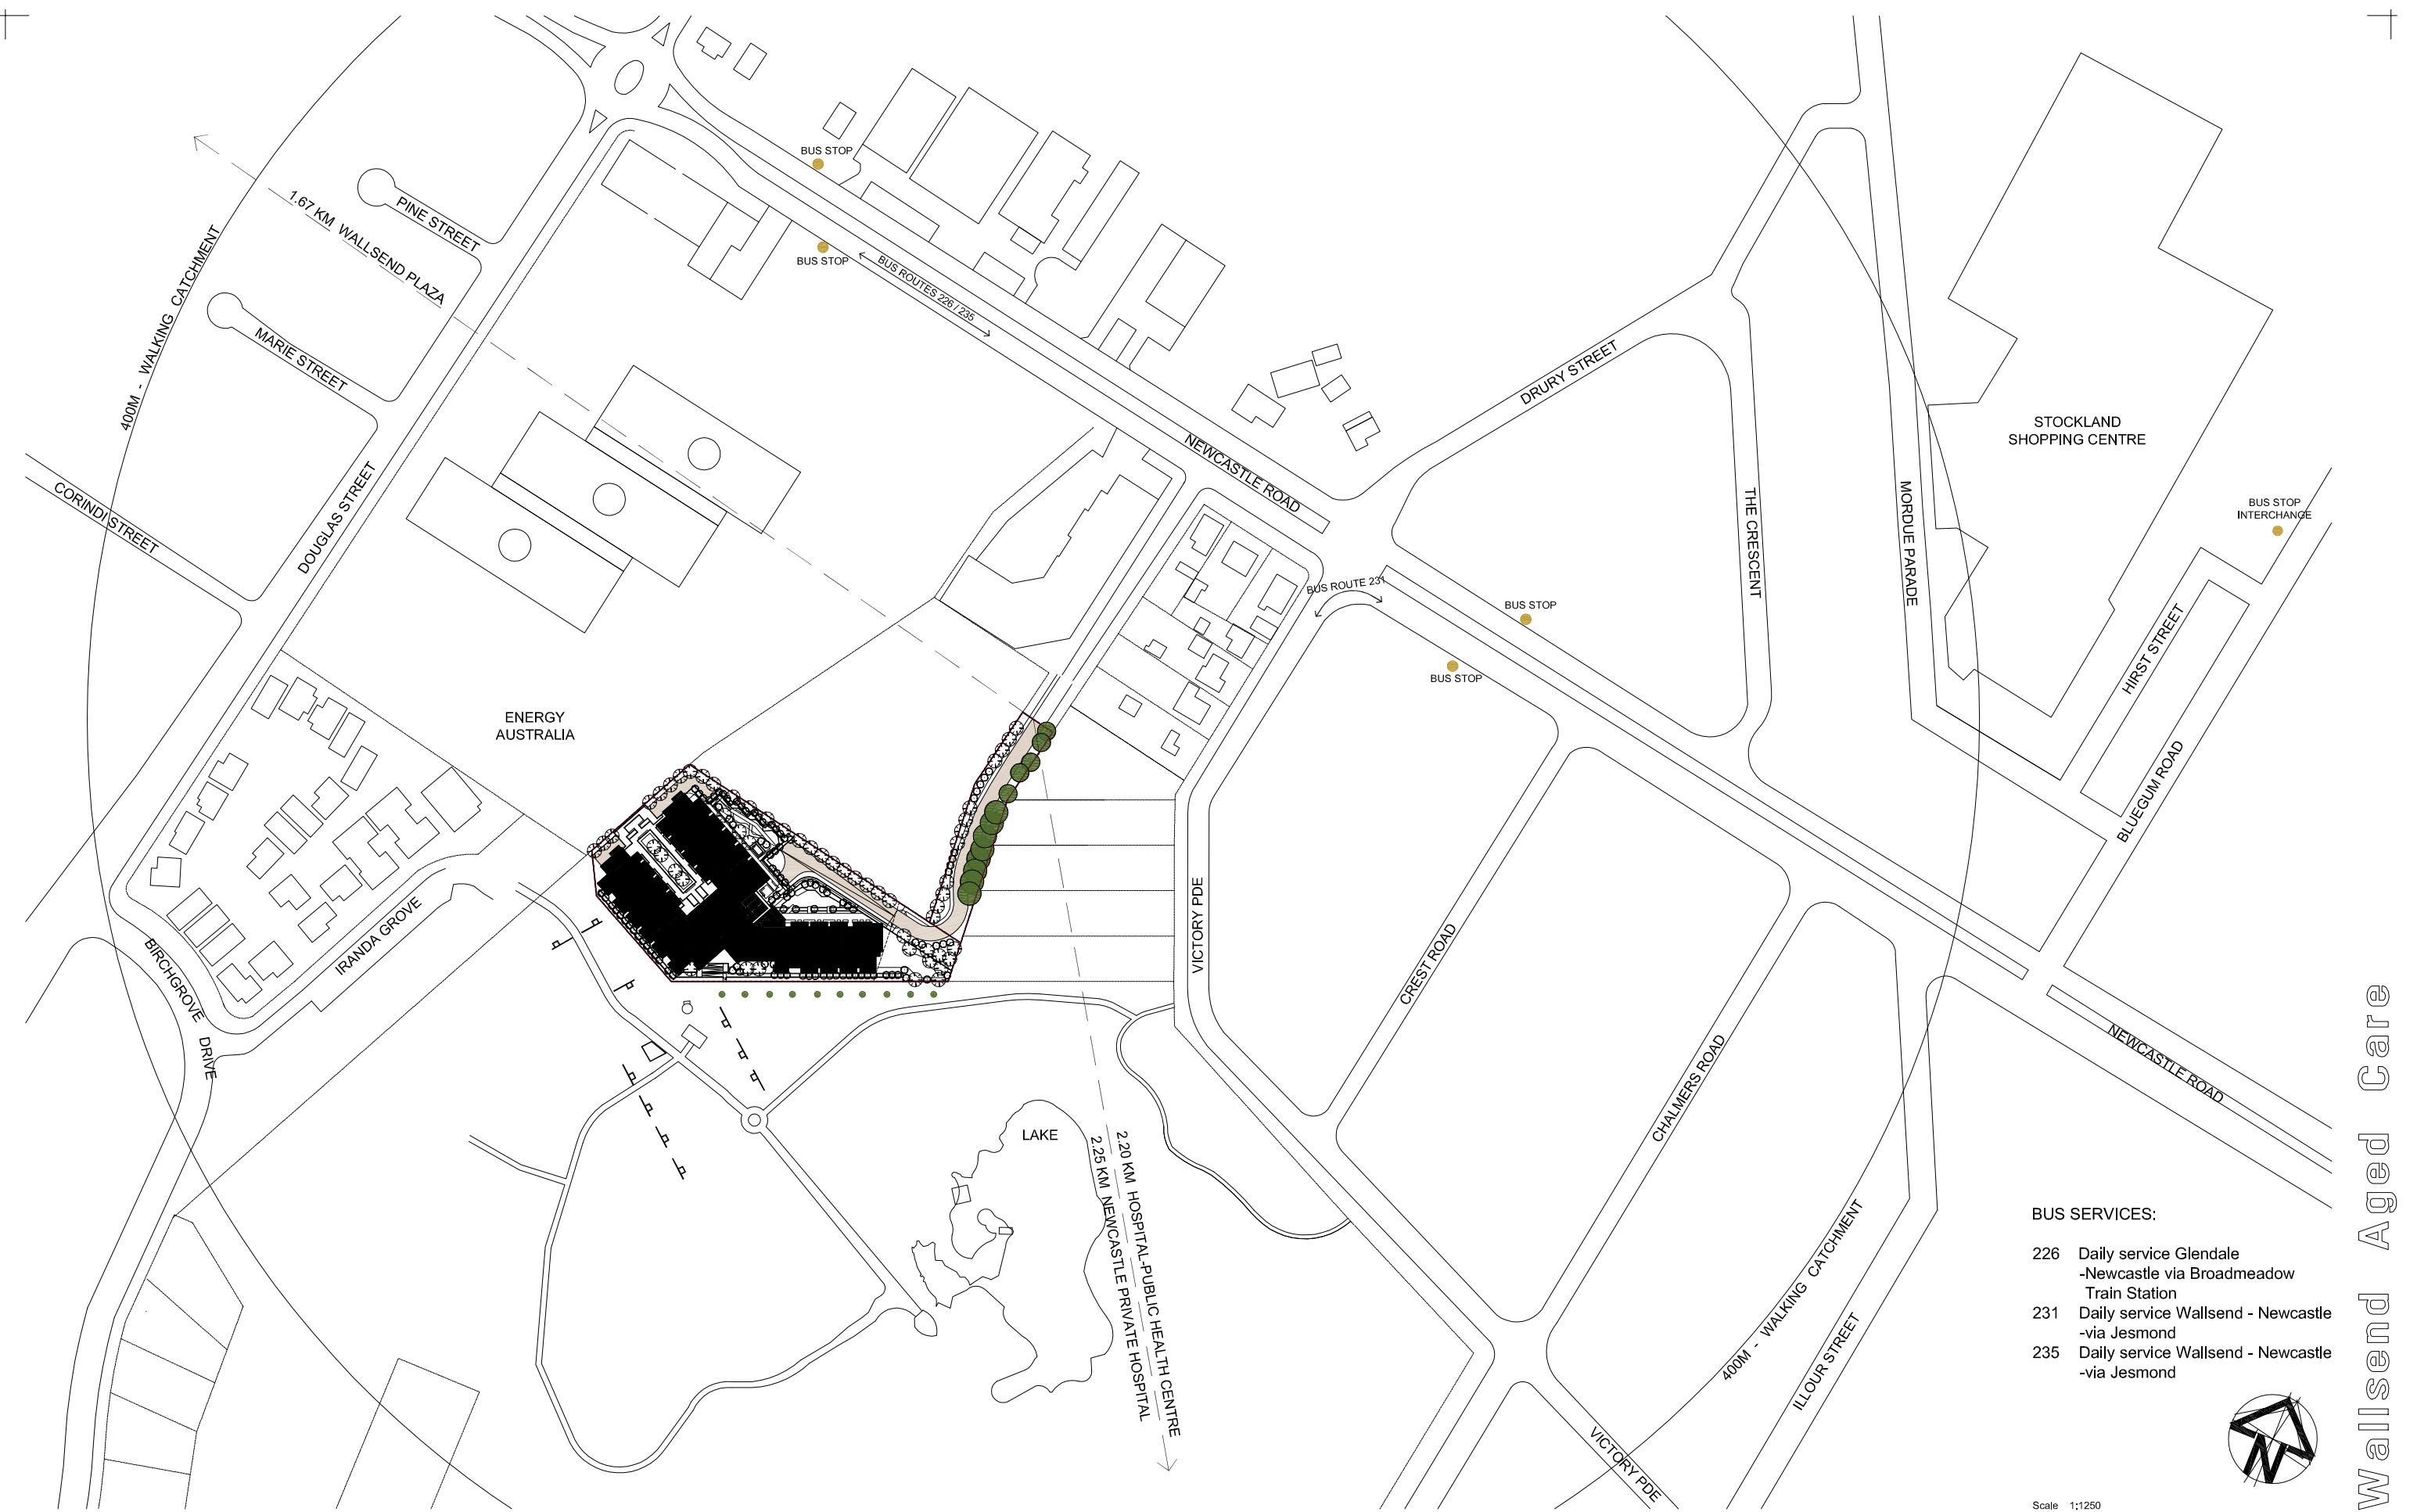 BUS STOP
PINE STREET
1.67 KM WALLSEND PLAZA
400M - WALKING CATCHMENT
BUS STOP
BUS ROUTES 226 / 235
MARIE STREET
DRURY STREET
STOCKLAND
SHOPPING CENTRE
NEWCASTLE ROAD
CORINDI STREET
DOUGLAS STREET
THE CRESCENT
MORDUE PARADE
BUS STOP
INTERCHANGE
BUS ROUTE 231
BUS STOP
BUS STOP
HIRST STREET
ENERGY
AUSTRALIA
BLUEGUM ROAD
VICTORY PDE
CREST ROAD
IRANDA GROVE
BIRCHGROVE DRIVE
CHALMERS ROAD
NEWCASTLE ROAD
LAKE
2.20 KM HOSPITAL-PUBLIC HEALTH CENTRE
2.25 KM NEWCASTLE PRIVATE HOSPITAL
400M - WALKING CATCHMENT
ILLOUR STREET
VICTORY PDE
BUS SERVICES:
226 Daily service Glendale
-Newcastle via Broadmeadow
Train Station
231 Daily service Wallsend - Newcastle
-via Jesmond
235 Daily service Wallsend - Newcastle
-via Jesmond
N
Scale 1:1250
Wallsend Aged Care